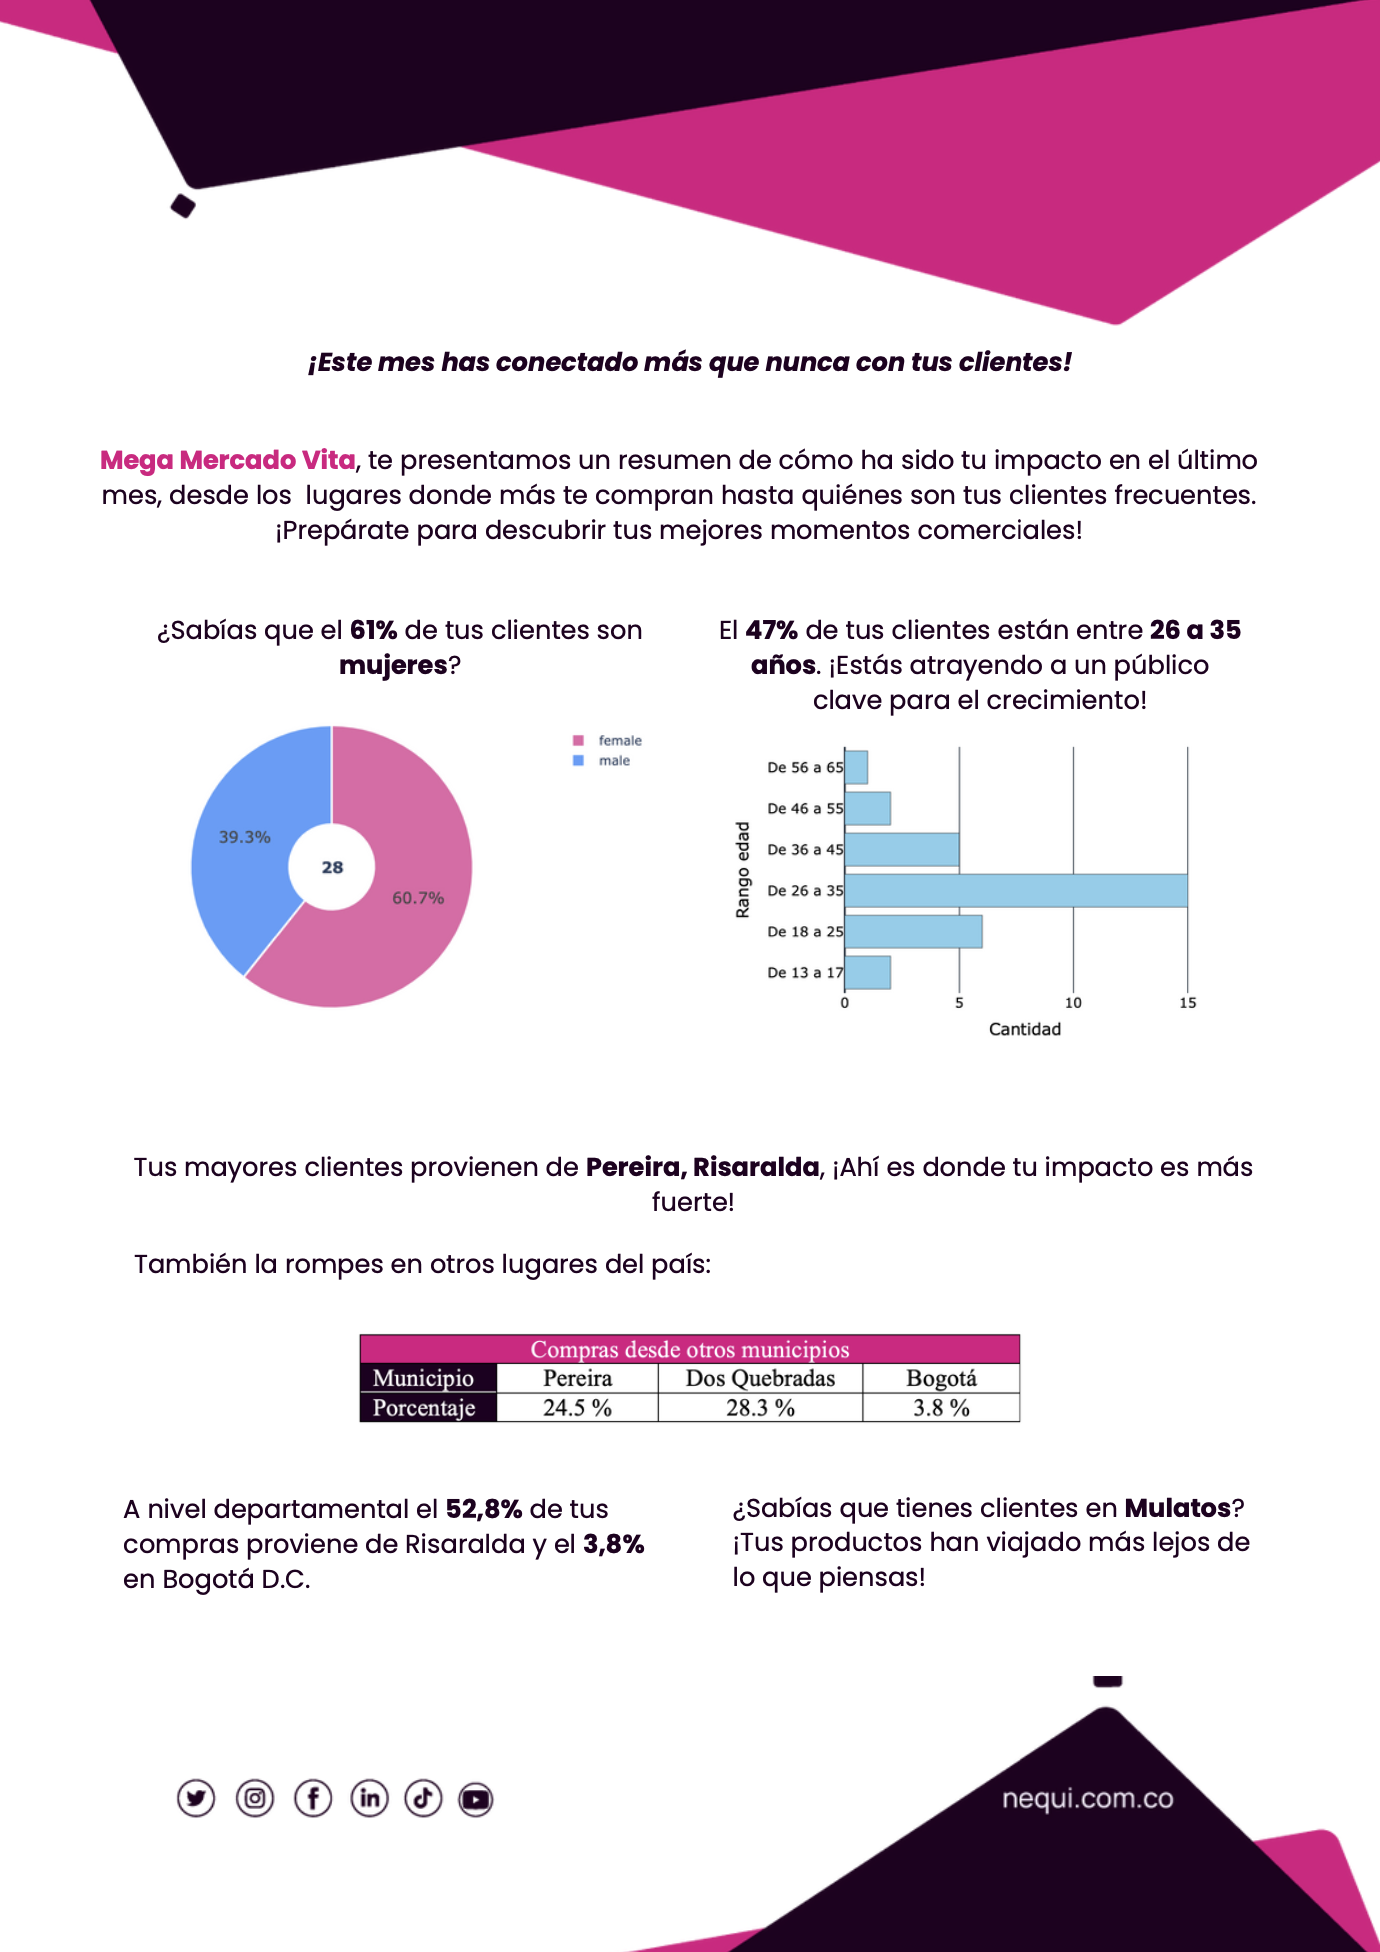 ¡Este mes has conectado más que nunca con tus clientes!
Mega Mercado Vita, te presentamos un resumen de cómo ha sido tu impacto en el último
mes, desde los lugares donde más te compran hasta quiénes son tus clientes frecuentes.
¡Prepárate para descubrir tus mejores momentos comerciales!
¿Sabías que el 61% de tus clientes son
mujeres?
female
male
39.3%
28
60.7%
El 47% de tus clientes están entre 26 a 35
años. ¡Estás atrayendo a un público
clave para el crecimiento!
Rango edad
De 56 a 65
De 46 a 55
De 36 a 45
De 26 a 35
De 18 a 25
De 13 a 17
0 5 10 15
Cantidad
Tus mayores clientes provienen de Pereira, Risaralda, ¡Ahí es donde tu impacto es más
fuerte!
También la rompes en otros lugares del país:
Compras desde otros municipios
Municipio Pereira Dos Quebradas Bogotá
Porcentaje 24.5 % 28.3 % 3.8 %
A nivel departamental el 52,8% de tus
compras proviene de Risaralda y el 3,8%
en Bogotá D.C.
¿Sabías que tienes clientes en Mulatos?
¡Tus productos han viajado más lejos de
lo que piensas!
nequi.com.co